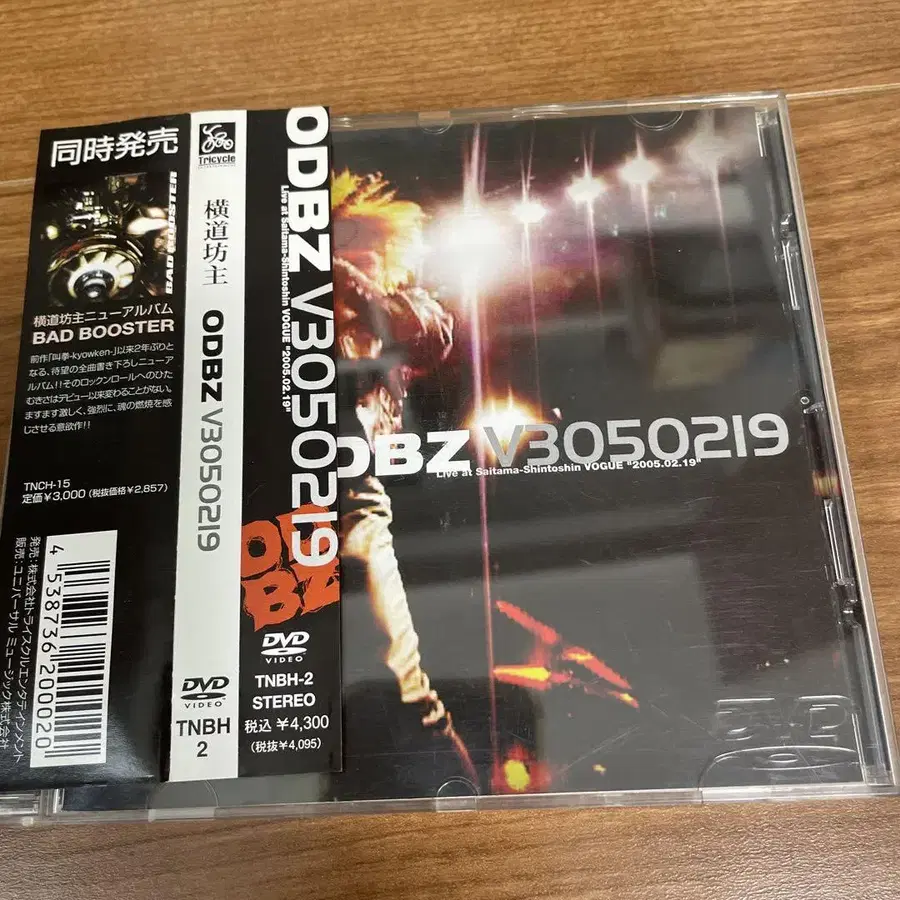 同時発売
BAD BOOSTER
横道坊主ニューアルバム
BAD BOOSTER
前作「叫拳-kyowken-」以来2年ぶりと
なる、待望の全曲書き下ろしニューア
ルバム!!そのロックンロールへのひた
むきさはデビュー以来変わることがない。
ますます激しく、強烈に、魂の燃焼を感
じさせる意欲作!!
TNCH-15
定価¥3,000(税抜価格¥2,857)
4 538736 200020
発売:株式会社トライスクルエンタテインメント
販売:ユニバーサル ミュージック株式会社
Tricycle
横道坊主 ODBZ V3050219
DVD
VIDEO
TNBH
2
ODBZ V3050219
Live at Saitama-Shintoshin VOGUE "2005.02.19"
OD
BZ
DVD
VIDEO
TNBH-2
STEREO
税込 ¥4,300
(税抜¥4,095)
DBZ V3050219
Live at Saitama-Shintoshin VOGUE "2005.02.19"